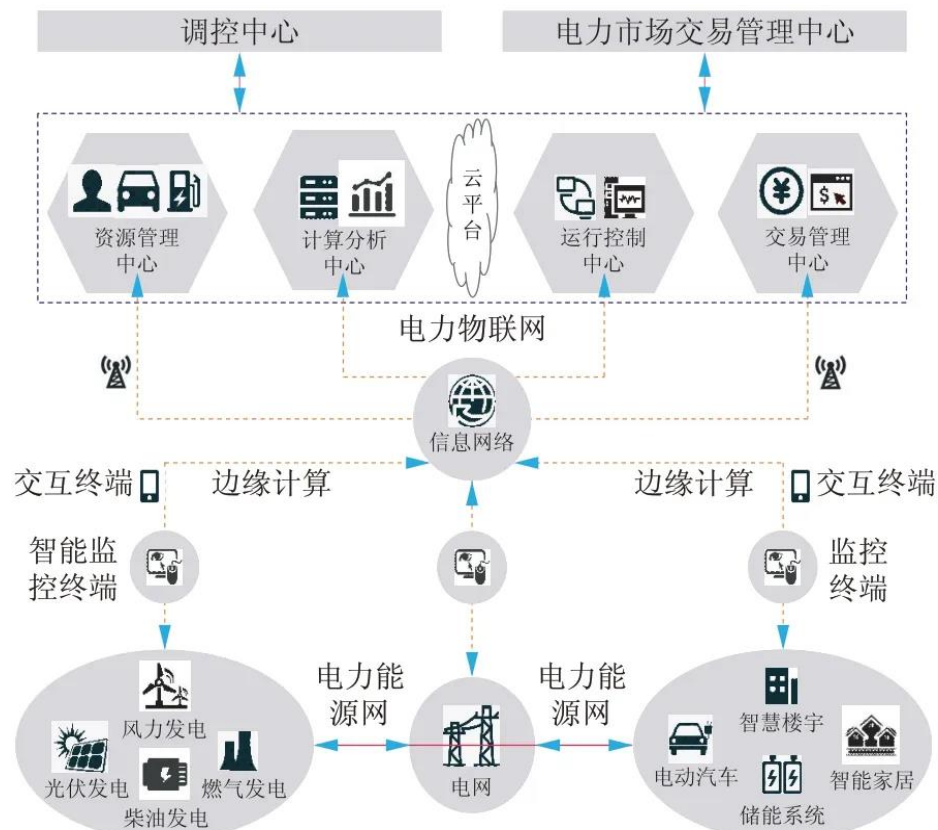 调控中心
电力市场交易管理中心
资源管理
中心
计算分析
中心
云
平
台
运行控制
中心
交易管理
中心
电力物联网
信息网络
交互终端
边缘计算
边缘计算
交互终端
智能监
控终端
监控
终端
风力发电
光伏发电
燃气发电
柴油发电
电力能
源网
电网
电力能
源网
智慧楼宇
电动汽车
智能家居
储能系统